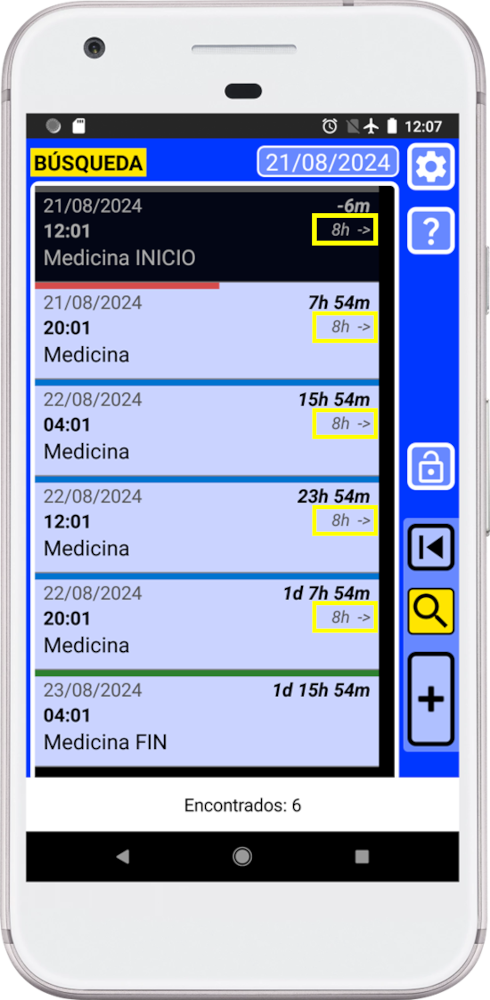 12:07
BÚSQUEDA 21/08/2024
21/08/2024 -6m
12:01 8h ->
Medicina INICIO
?
21/08/2024 7h 54m
20:01 8h ->
Medicina
22/08/2024 15h 54m
04:01 8h ->
Medicina
22/08/2024 23h 54m
12:01 8h ->
Medicina
22/08/2024 1d 7h 54m
20:01 8h ->
Medicina
23/08/2024 1d 15h 54m
04:01
Medicina FIN
+
Encontrados: 6